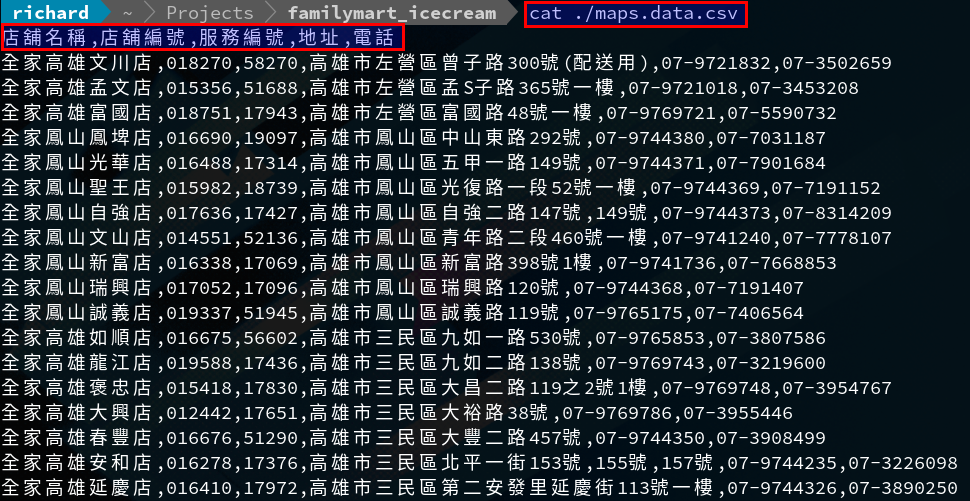 richard ~ Projects familymart_icecream cat ./maps.data.csv
店舖名稱,店舖編號,服務編號,地址,電話
全家高雄文川店,018270,58270,高雄市左營區曾子路300號(配送用),07-9721832,07-3502659
全家高雄孟文店,015356,51688,高雄市左營區孟S子路365號一樓,07-9721018,07-3453208
全家高雄富國店,018751,17943,高雄市左營區富國路48號一樓,07-9769721,07-5590732
全家鳳山鳳埤店,016690,19097,高雄市鳳山區中山東路292號,07-9744380,07-7031187
全家鳳山光華店,016488,17314,高雄市鳳山區五甲一路149號,07-9744371,07-7901684
全家鳳山聖王店,015982,18739,高雄市鳳山區光復路一段52號一樓,07-9744369,07-7191152
全家鳳山自強店,017636,17427,高雄市鳳山區自強二路147號,149號,07-9744373,07-8314209
全家鳳山文山店,014551,52136,高雄市鳳山區青年路二段460號一樓,07-9741240,07-7778107
全家鳳山新富店,016338,17069,高雄市鳳山區新富路398號1樓,07-9741736,07-7668853
全家鳳山瑞興店,017052,17096,高雄市鳳山區瑞興路120號,07-9744368,07-7191407
全家鳳山誠義店,019337,51945,高雄市鳳山區誠義路119號,07-9765175,07-7406564
全家高雄如順店,016675,56602,高雄市三民區九如一路530號,07-9765853,07-3807586
全家高雄龍江店,019588,17436,高雄市三民區九如二路138號,07-9769743,07-3219600
全家高雄褒忠店,015418,17830,高雄市三民區大昌二路119之2號1樓,07-9769748,07-3954767
全家高雄大興店,012442,17651,高雄市三民區大裕路38號,07-9769786,07-3955446
全家高雄春豐店,016676,51290,高雄市三民區大豐二路457號,07-9744350,07-3908499
全家高雄安和店,016278,17376,高雄市三民區北平一街153號,155號,157號,07-9744235,07-3226098
全家高雄延慶店,016410,17972,高雄市三民區第二安發里延慶街113號一樓,07-9744326,07-3890250